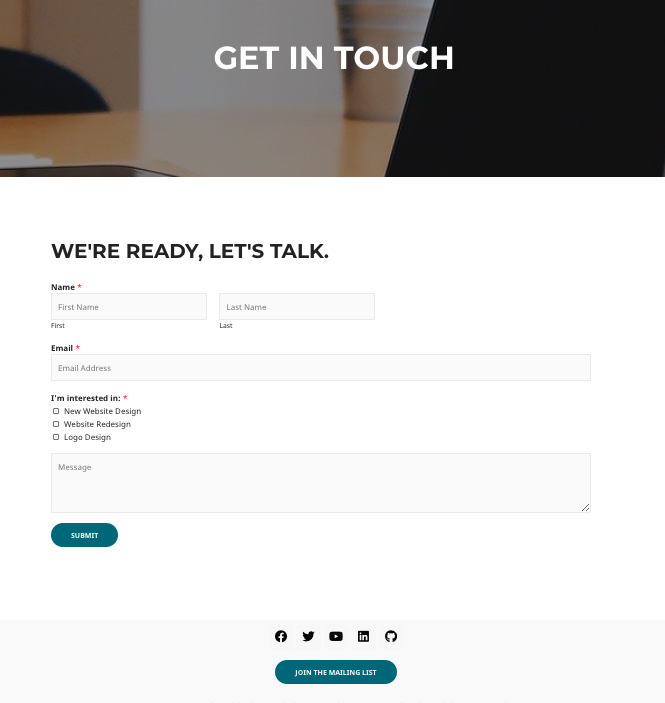 GET IN TOUCH
WE'RE READY, LET'S TALK.
Name *
First Name Last Name
First Last
Email *
Email Address
I'm interested in: *
New Website Design
Website Redesign
Logo Design
Message
SUBMIT
JOIN THE MAILING LIST